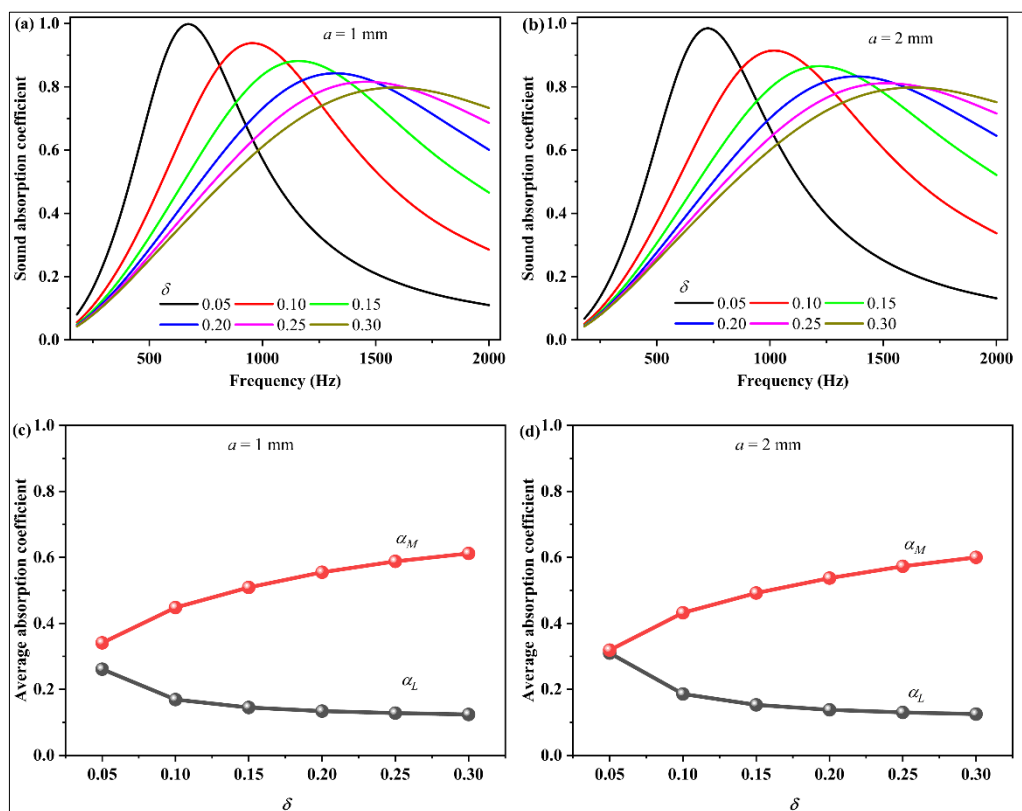 (a)
a = 1 mm
Sound absorption coefficient
1.0
0.8
0.6
0.4
0.2
0.0
δ
0.05 0.10 0.15
0.20 0.25 0.30
500 1000 1500 2000
Frequency (Hz)
(b)
a = 2 mm
Sound absorption coefficient
1.0
0.8
0.6
0.4
0.2
0.0
δ
0.05 0.10 0.15
0.20 0.25 0.30
500 1000 1500 2000
Frequency (Hz)
(c)
a = 1 mm
Average absorption coefficient
1.0
0.8
0.6
0.4
0.2
0.0
α_M
α_L
0.05 0.10 0.15 0.20 0.25 0.30
δ
(d)
a = 2 mm
Average absorption coefficient
1.0
0.8
0.6
0.4
0.2
0.0
α_M
α_L
0.05 0.10 0.15 0.20 0.25 0.30
δ